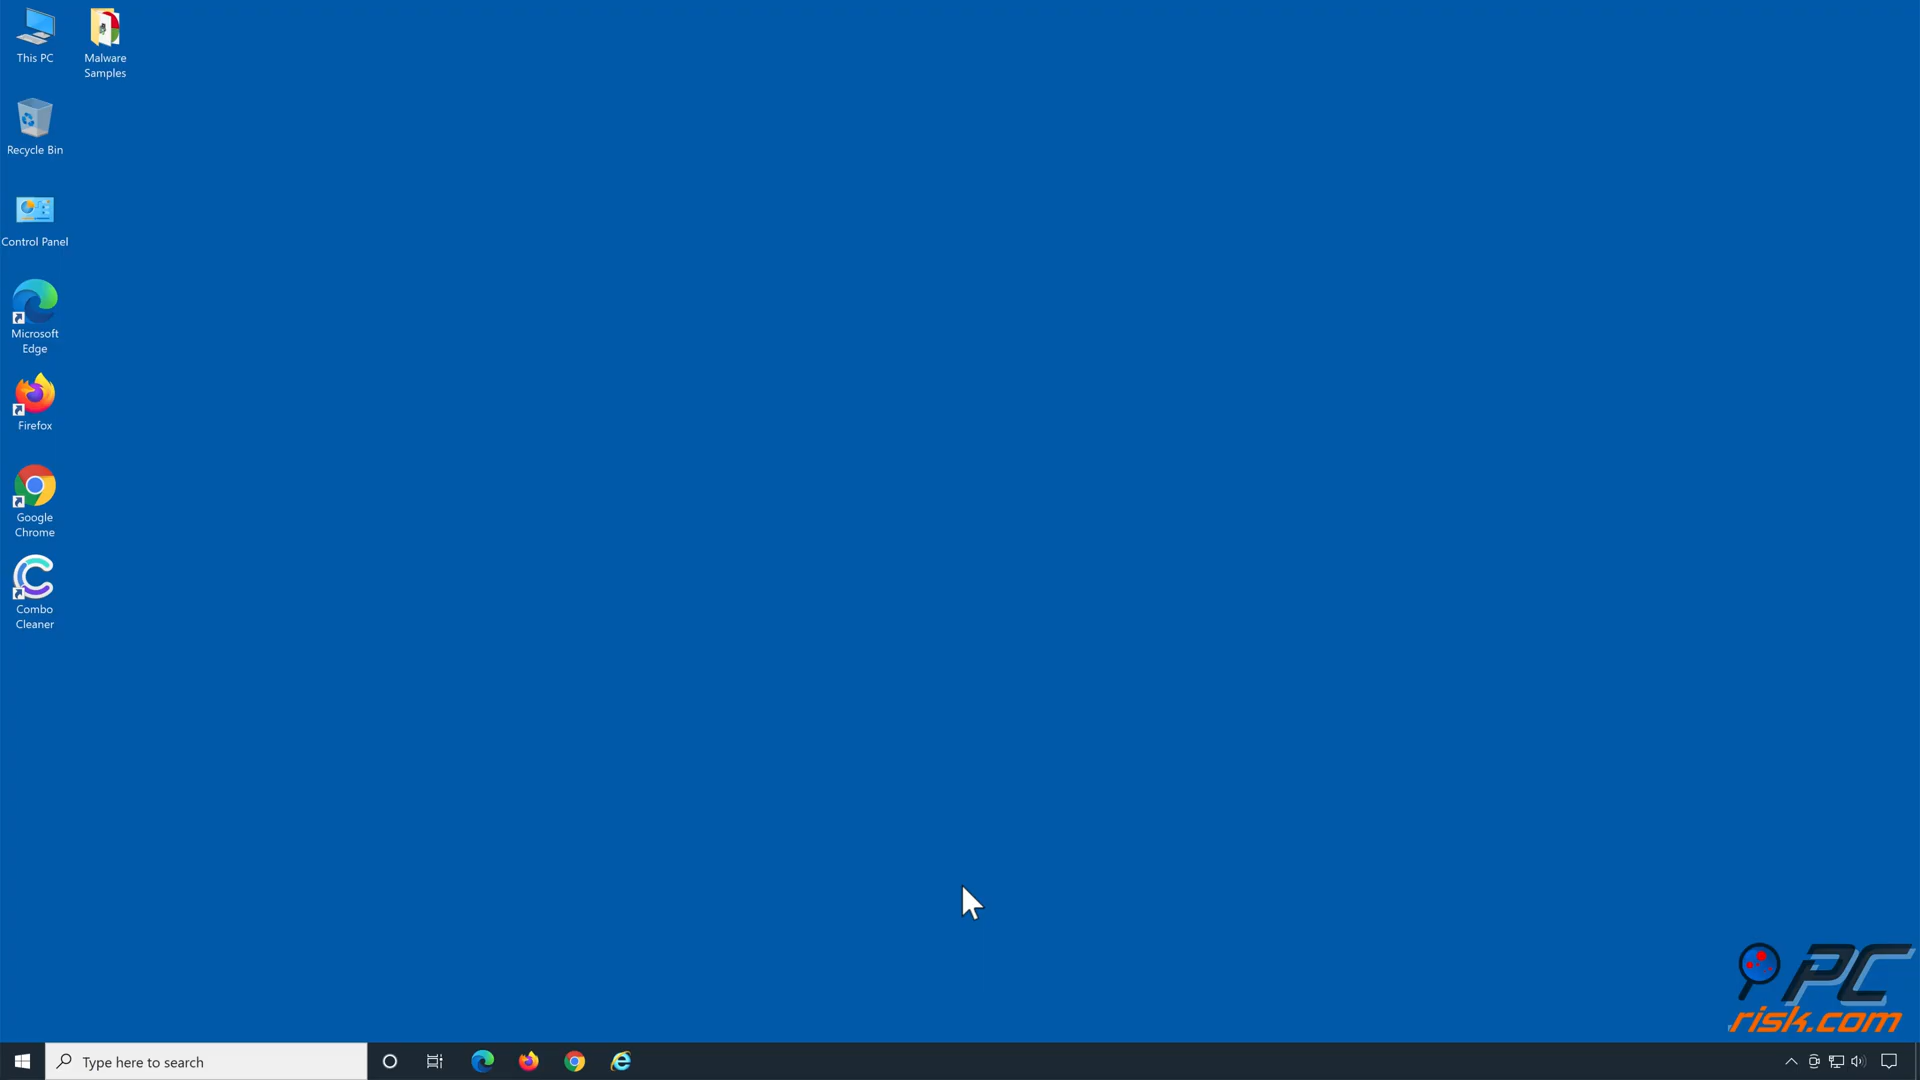 This PC
Malware
Samples
Recycle Bin
Control Panel
Microsoft
Edge
Firefox
Google
Chrome
Combo
Cleaner
PC
risk.com
Type here to search